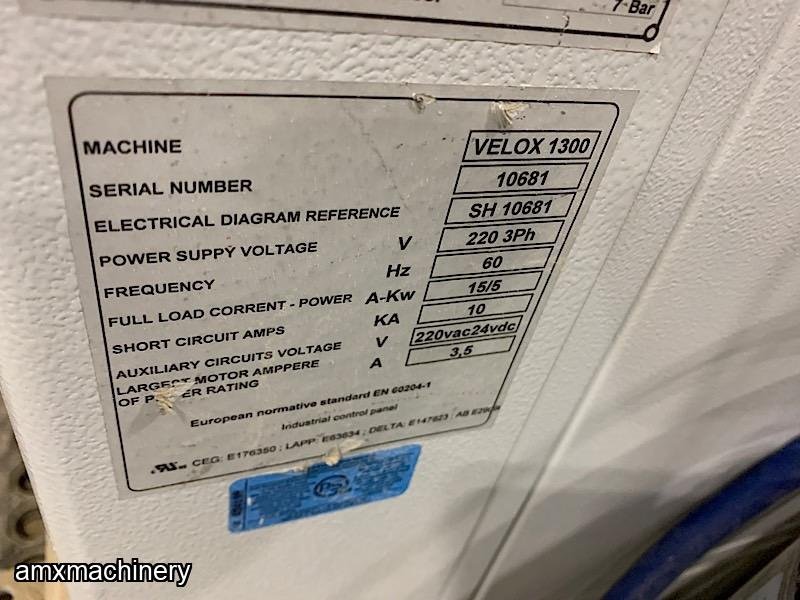 7-Bar
MACHINE VELOX 1300
SERIAL NUMBER 10681
ELECTRICAL DIAGRAM REFERENCE SH 10681
POWER SUPPY VOLTAGE V 220 3Ph
FREQUENCY Hz 60
FULL LOAD CORRENT - POWER A-Kw 15/5
SHORT CIRCUIT AMPS KA 10
AUXILIARY CIRCUITS VOLTAGE V 220vac24vdc
LARGEST MOTOR AMPPERE A 3,5
OF RATING
European normative standard EN 60204-1
Industrial control panel
CEG: E176350 ; LAPP: E63634 ; DELTA: E147823 ; AB
amxmachinery